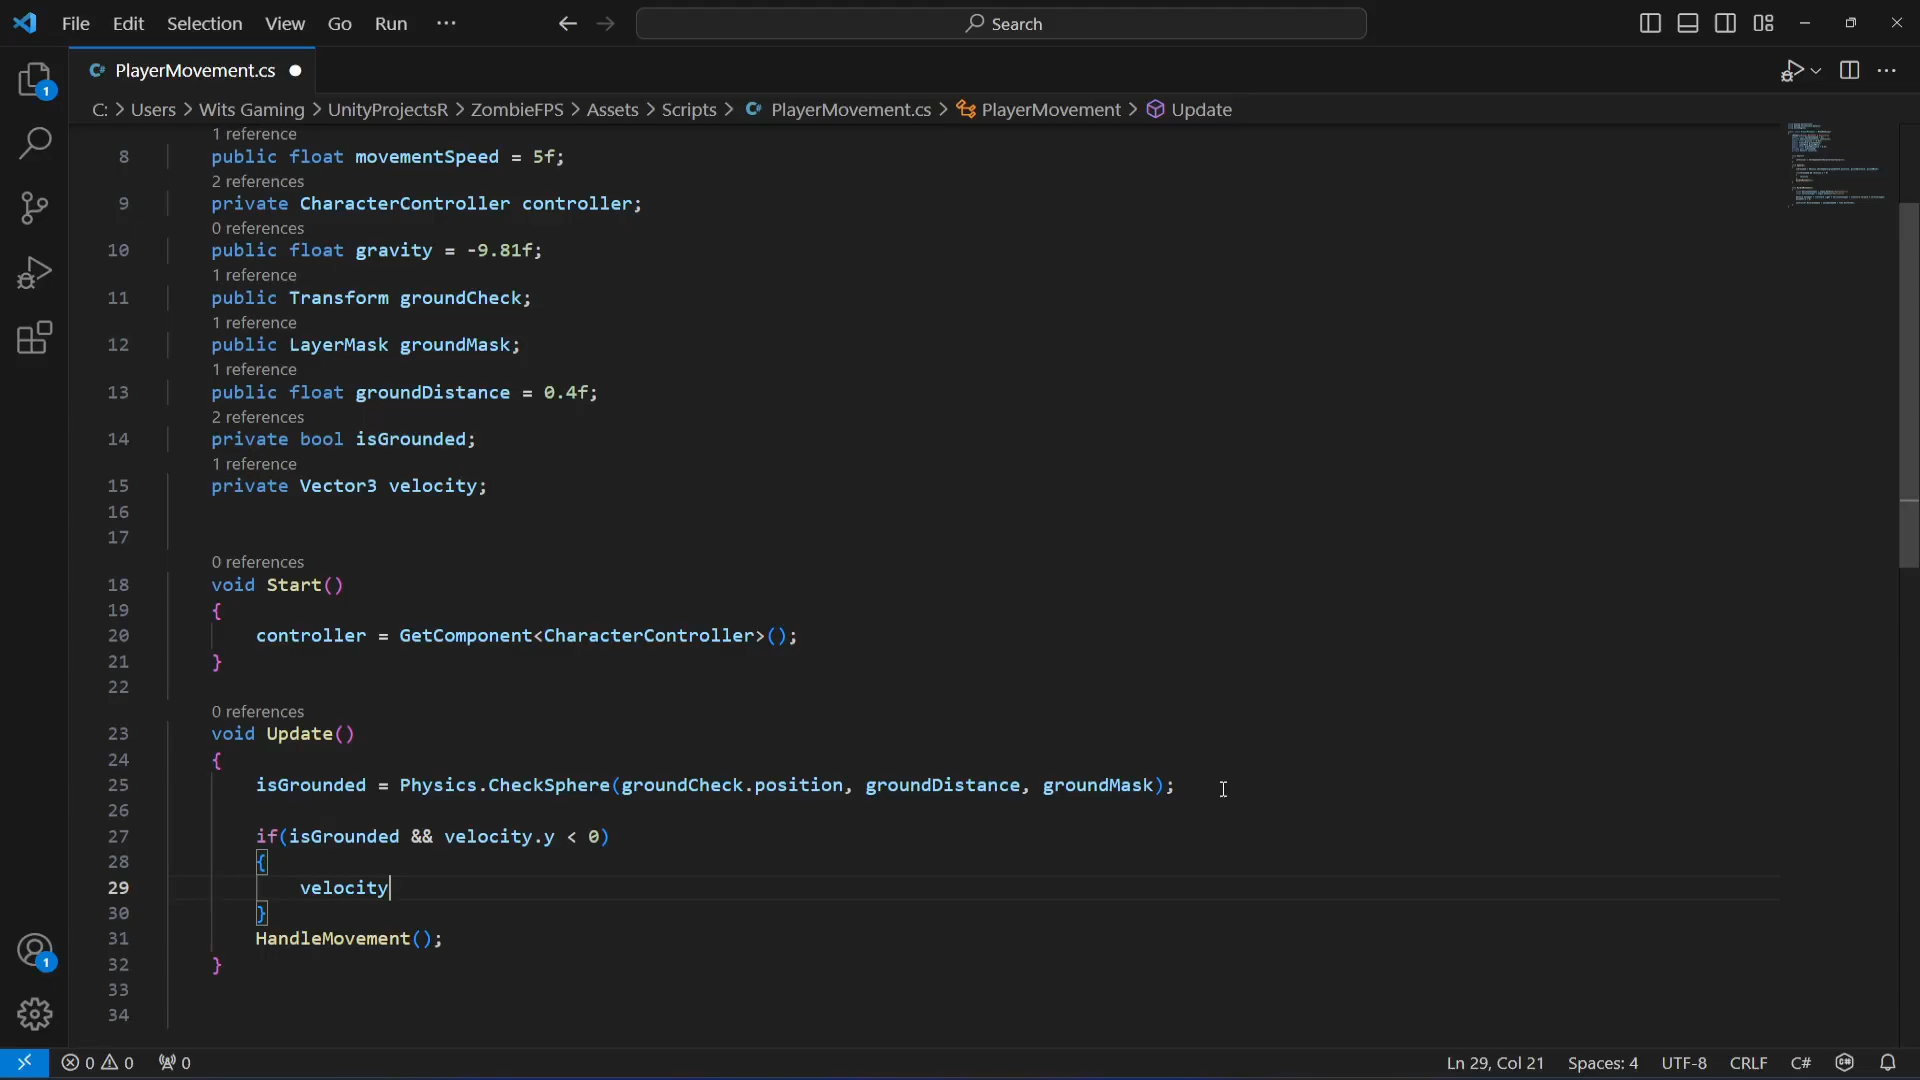 File Edit Selection View Go Run ··· Search
PlayerMovement.cs
C: > Users > Wits Gaming > UnityProjectsR > ZombieFPS > Assets > Scripts > PlayerMovement.cs > PlayerMovement > Update
1 reference
8 public float movementSpeed = 5f;
2 references
9 private CharacterController controller;
0 references
10 public float gravity = -9.81f;
1 reference
11 public Transform groundCheck;
1 reference
12 public LayerMask groundMask;
1 reference
13 public float groundDistance = 0.4f;
2 references
14 private bool isGrounded;
1 reference
15 private Vector3 velocity;
16
17
0 references
18 void Start()
19 {
20 controller = GetComponent<CharacterController>();
21 }
22
0 references
23 void Update()
24 {
25 isGrounded = Physics.CheckSphere(groundCheck.position, groundDistance, groundMask);
26
27 if(isGrounded && velocity.y < 0)
28 {
29 velocity
30 }
31 HandleMovement();
32 }
33
34
1
1
0 0 0 Ln 29, Col 21 Spaces: 4 UTF-8 CRLF C#